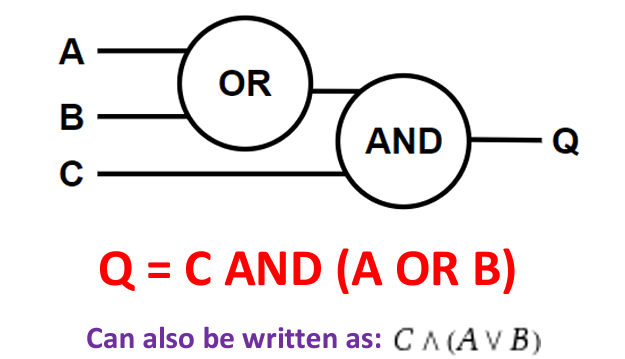 A
OR
B
AND
Q
C
Q = C AND (A OR B)
Can also be written as: C ∧ (A ∨ B)